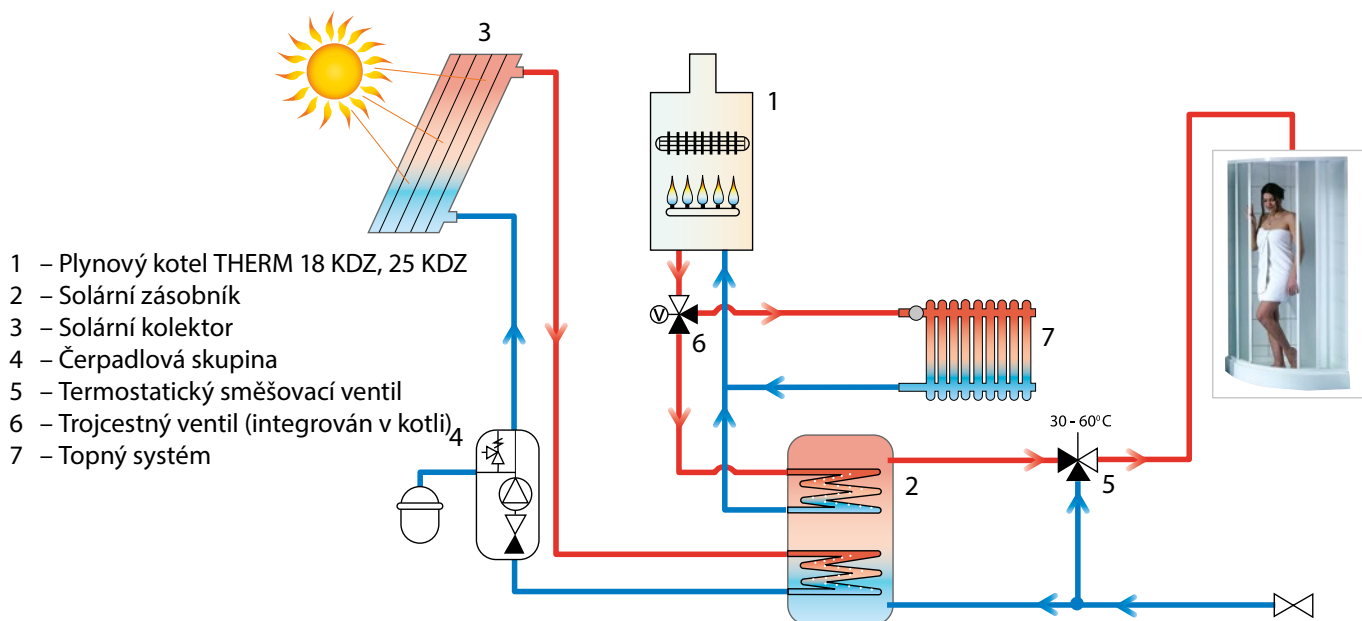 3
1
1 – Plynový kotel THERM 18 KDZ, 25 KDZ
2 – Solární zásobník
3 – Solární kolektor
4 – Čerpadlová skupina
5 – Termostatický směšovací ventil
6 – Trojcestný ventil (integrován v kotli)
7 – Topný systém
V
6
7
4
30 - 60⁰C
2
5